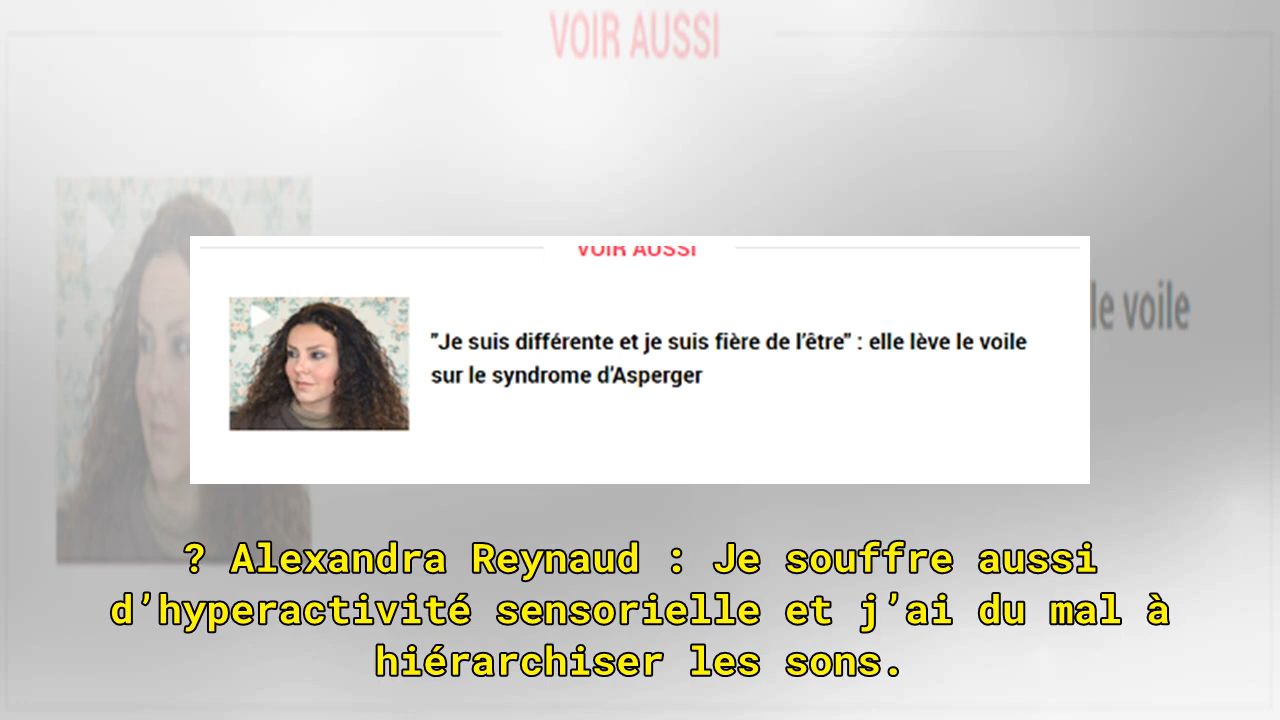 VOIR AUSSI
VOIR AUSSI
"Je suis différente et je suis fière de l'être" : elle lève le voile
sur le syndrome d'Asperger
le voile
? Alexandra Reynaud : Je souffre aussi
d’hyperactivité sensorielle et j’ai du mal à
hiérarchiser les sons.